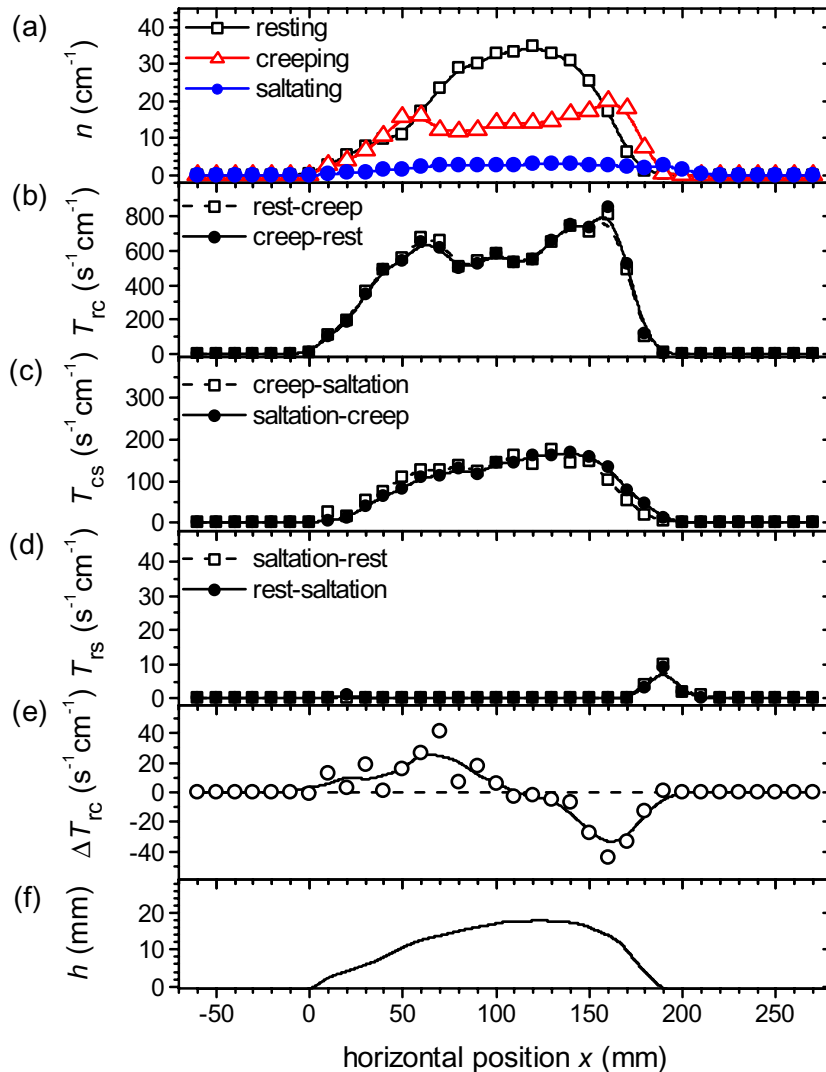 (a)
n (cm⁻¹)
40
30
20
10
0
resting
creeping
saltating
(b)
T_rc (s⁻¹cm⁻¹)
800
600
400
200
0
rest-creep
creep-rest
(c)
T_cs (s⁻¹cm⁻¹)
300
200
100
0
creep-saltation
saltation-creep
(d)
T_rs (s⁻¹cm⁻¹)
40
30
20
10
0
saltation-rest
rest-saltation
(e)
ΔT_rc (s⁻¹cm⁻¹)
40
20
0
-20
-40
(f)
h (mm)
20
10
0
-50 0 50 100 150 200 250
horizontal position x (mm)